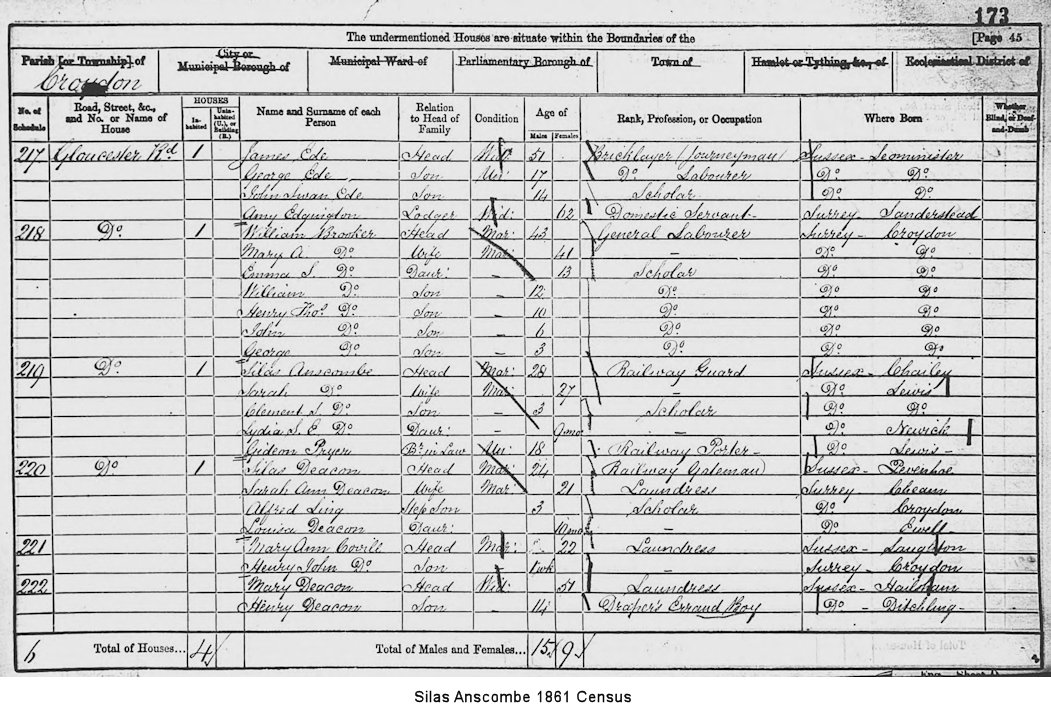 173
The undermentioned Houses are situate within the Boundaries of the [Page 45
Parish [or Township] of City or Municipal Borough of Municipal Ward of Parliamentary Borough of Town of Hamlet or Tything, &c., of Ecclesiastical District of
Croydon
No. of Schedule Road, Street, &c., and No. or Name of House HOUSES Inhabited Uninhabited (U.), or Building (B.) Name and Surname of each Person Relation to Head of Family Condition Age of Males Females Rank, Profession, or Occupation Where Born Whether Blind, or Deaf-and-Dumb
217 Gloucester Rd 1 James Ede Head Wid: 51 Bricklayer (Journeyman) Sussex - Leominister
George Ede Son Un: 17 Do Labourer Do Do
John Swan Ede Son 14 Scholar Do Do
Amy Edquigton Lodger Wid: 62 Domestic Servant - Surrey - Sanderstead
218 Do 1 William Brooker Head Mar: 43 General Labourer Surrey - Croydon
Mary A. Do Wife Mar: 41 - Do Do
Emma S. Do Daur: - 13 Scholar Do Do
William Do Son - 12 Do Do Do
Henry Thos. Do Son - 10 Do Do Do
John Do Son - 6 Do Do Do
George Do Son - 3 Do Do Do
219 Do 1 Silas Anscombe Head Mar: 28 Railway Guard Sussex - Chailey
Sarah Do Wife Mar: 27 - Do Lewis
Clement S. Do Son - 3 Scholar Do Do
Lydia S. E. Do Daur: - 9 mo - Do Newick
Gideon Pryer Br. in Law Un: 18 Railway Porter - Do Lewis -
220 Do 1 Silas Deacon Head Mar: 24 Railway Gateman) Sussex - Pevenhoe
Sarah Ann Deacon Wife Mar: 21 Laundress Surrey - Cheam
Alfred Ling Step Son 3 Scholar Do Croydon
Louisa Deacon Daur: 10 mo - Do Ewell
221 Mary Ann Covill Head Mar: 22 Laundress Sussex - Laughton
Henry John Do Son - 1 wk - Surrey - Croydon
222 Mary Deacon Head Wid: 51 Laundress Sussex - Hailsham
Henry Deacon Son - 14 Draper's Errand Boy Do - Ditchling -
6 Total of Houses... 4 Total of Males and Females... 15 9
Silas Anscombe 1861 Census